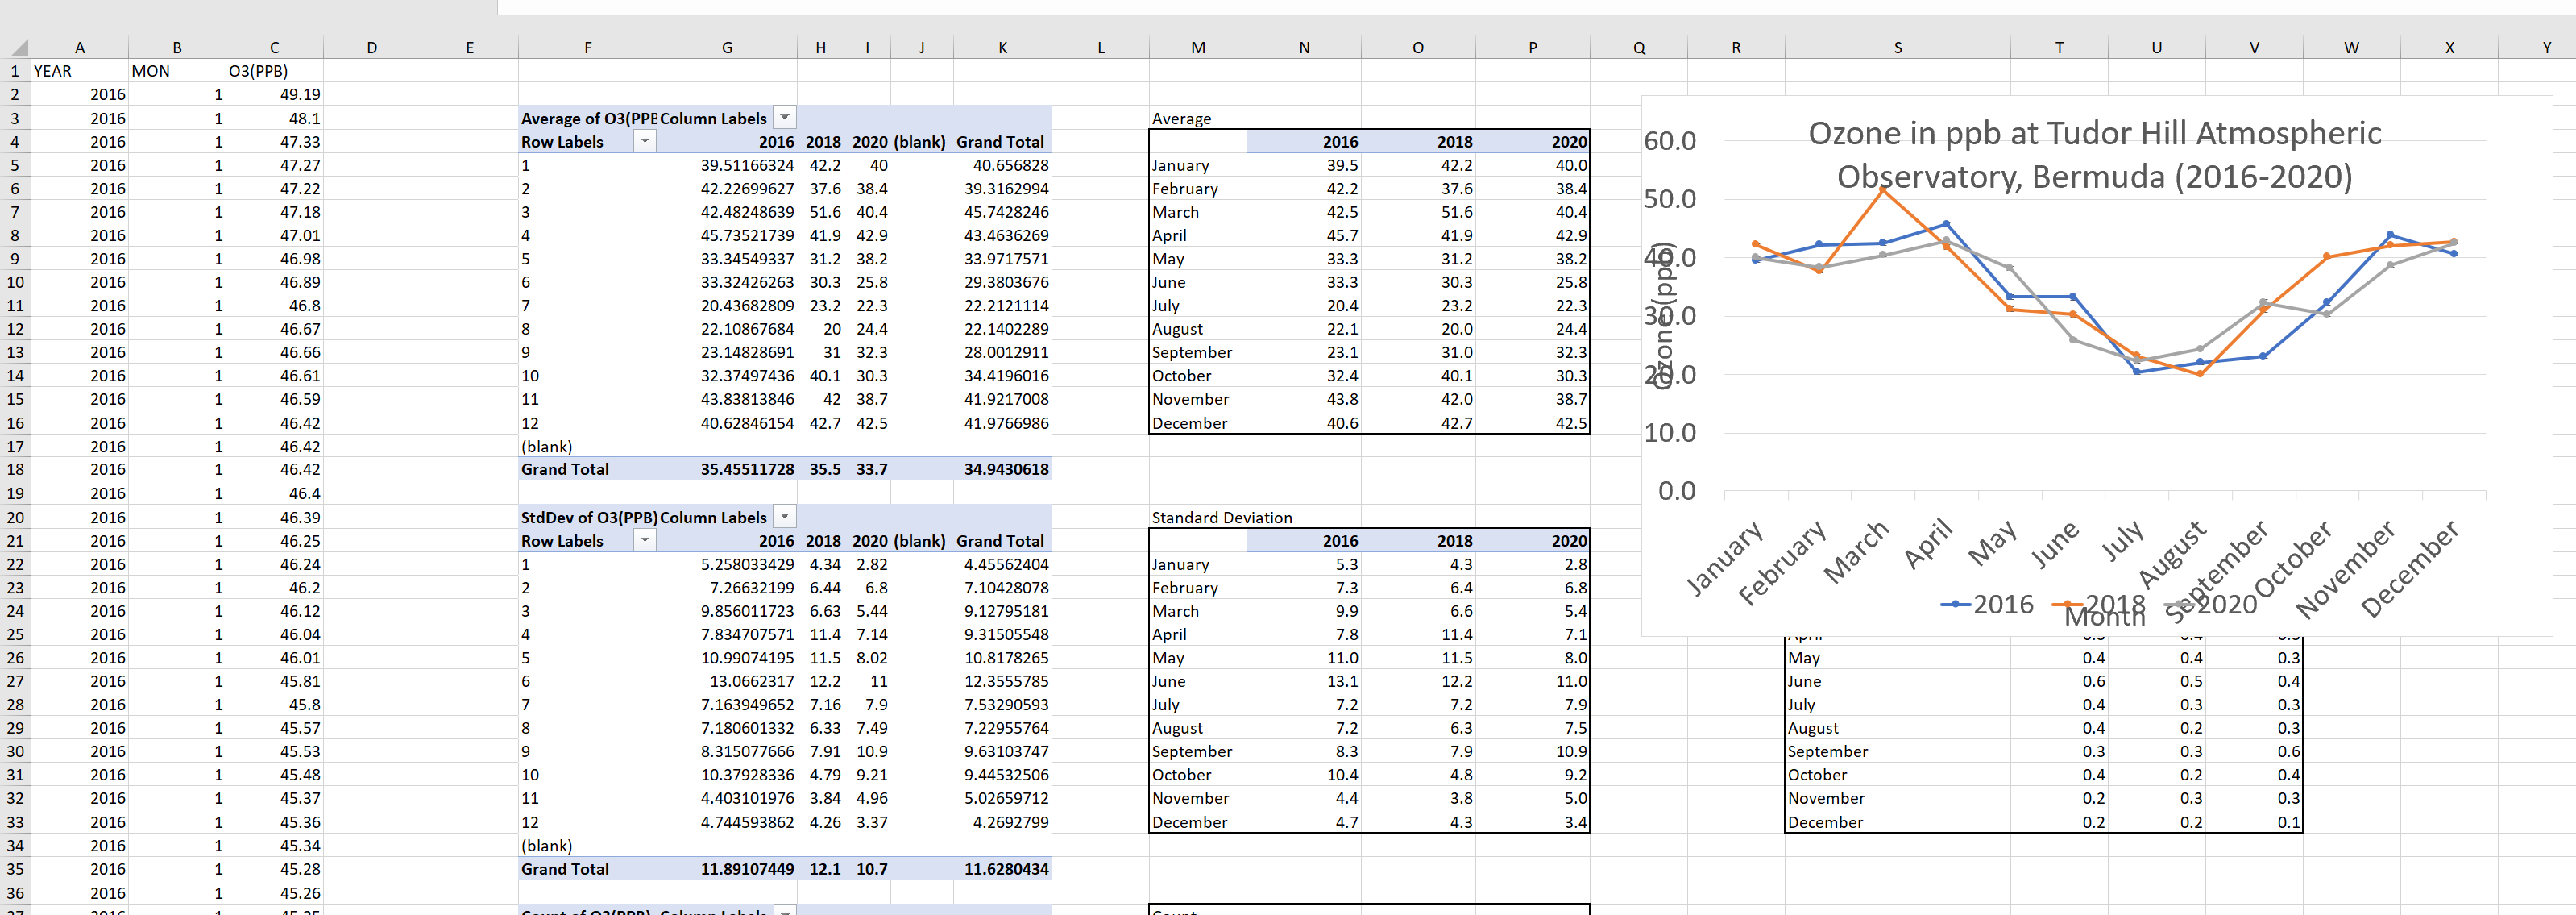 A B C D E F G H I J K L M N O P Q R S T U V W X Y
1 YEAR MON O3(PPB)
2 2016 1 49.19
3 2016 1 48.1 Average of O3(PPB Column Labels Average
4 2016 1 47.33 Row Labels 2016 2018 2020 (blank) Grand Total 2016 2018 2020
5 2016 1 47.27 1 39.51166324 42.2 40 40.656828 January 39.5 42.2 40.0
6 2016 1 47.22 2 42.22699627 37.6 38.4 39.3162994 February 42.2 37.6 38.4
7 2016 1 47.18 3 42.48248639 51.6 40.4 45.7428246 March 42.5 51.6 40.4
8 2016 1 47.01 4 45.73521739 41.9 42.9 43.4636269 April 45.7 41.9 42.9
9 2016 1 46.98 5 33.34549337 31.2 38.2 33.9717571 May 33.3 31.2 38.2
10 2016 1 46.89 6 33.32426263 30.3 25.8 29.3803676 June 33.3 30.3 25.8
11 2016 1 46.8 7 20.43682809 23.2 22.3 22.2121114 July 20.4 23.2 22.3
12 2016 1 46.67 8 22.10867684 20 24.4 22.1402289 August 22.1 20.0 24.4
13 2016 1 46.66 9 23.14828691 31 32.3 28.0012911 September 23.1 31.0 32.3
14 2016 1 46.61 10 32.37497436 40.1 30.3 34.4196016 October 32.4 40.1 30.3
15 2016 1 46.59 11 43.83813846 42 38.7 41.9217008 November 43.8 42.0 38.7
16 2016 1 46.42 12 40.62846154 42.7 42.5 41.9766986 December 40.6 42.7 42.5
17 2016 1 46.42 (blank)
18 2016 1 46.42 Grand Total 35.45511728 35.5 33.7 34.9430618
19 2016 1 46.4
20 2016 1 46.39 StdDev of O3(PPB) Column Labels Standard Deviation
21 2016 1 46.25 Row Labels 2016 2018 2020 (blank) Grand Total 2016 2018 2020
22 2016 1 46.24 1 5.258033429 4.34 2.82 4.45562404 January 5.3 4.3 2.8
23 2016 1 46.2 2 7.26632199 6.44 6.8 7.10428078 February 7.3 6.4 6.8
24 2016 1 46.12 3 9.856011723 6.63 5.44 9.12795181 March 9.9 6.6 5.4
25 2016 1 46.04 4 7.834707571 11.4 7.14 9.31505548 April 7.8 11.4 7.1
26 2016 1 46.01 5 10.99074195 11.5 8.02 10.8178265 May 11.0 11.5 8.0 May 0.4 0.4 0.3
27 2016 1 45.81 6 13.0662317 12.2 11 12.3555785 June 13.1 12.2 11.0 June 0.6 0.5 0.4
28 2016 1 45.8 7 7.163949652 7.16 7.9 7.53290593 July 7.2 7.2 7.9 July 0.4 0.3 0.3
29 2016 1 45.57 8 7.180601332 6.33 7.49 7.22955764 August 7.2 6.3 7.5 August 0.4 0.2 0.3
30 2016 1 45.53 9 8.315077666 7.91 10.9 9.63103747 September 8.3 7.9 10.9 September 0.3 0.3 0.6
31 2016 1 45.48 10 10.37928336 4.79 9.21 9.44532506 October 10.4 4.8 9.2 October 0.4 0.2 0.4
32 2016 1 45.37 11 4.403101976 3.84 4.96 5.02659712 November 4.4 3.8 5.0 November 0.2 0.3 0.3
33 2016 1 45.36 12 4.744593862 4.26 3.37 4.2692799 December 4.7 4.3 3.4 December 0.2 0.2 0.1
34 2016 1 45.34 (blank)
35 2016 1 45.28 Grand Total 11.89107449 12.1 10.7 11.6280434
36 2016 1 45.26
Ozone in ppb at Tudor Hill Atmospheric
Observatory, Bermuda (2016-2020)
60.0
50.0
40.0
30.0
20.0
10.0
0.0
Ozone (ppb)
January February March April May June July August September October November December
2016 2018 2020
Month